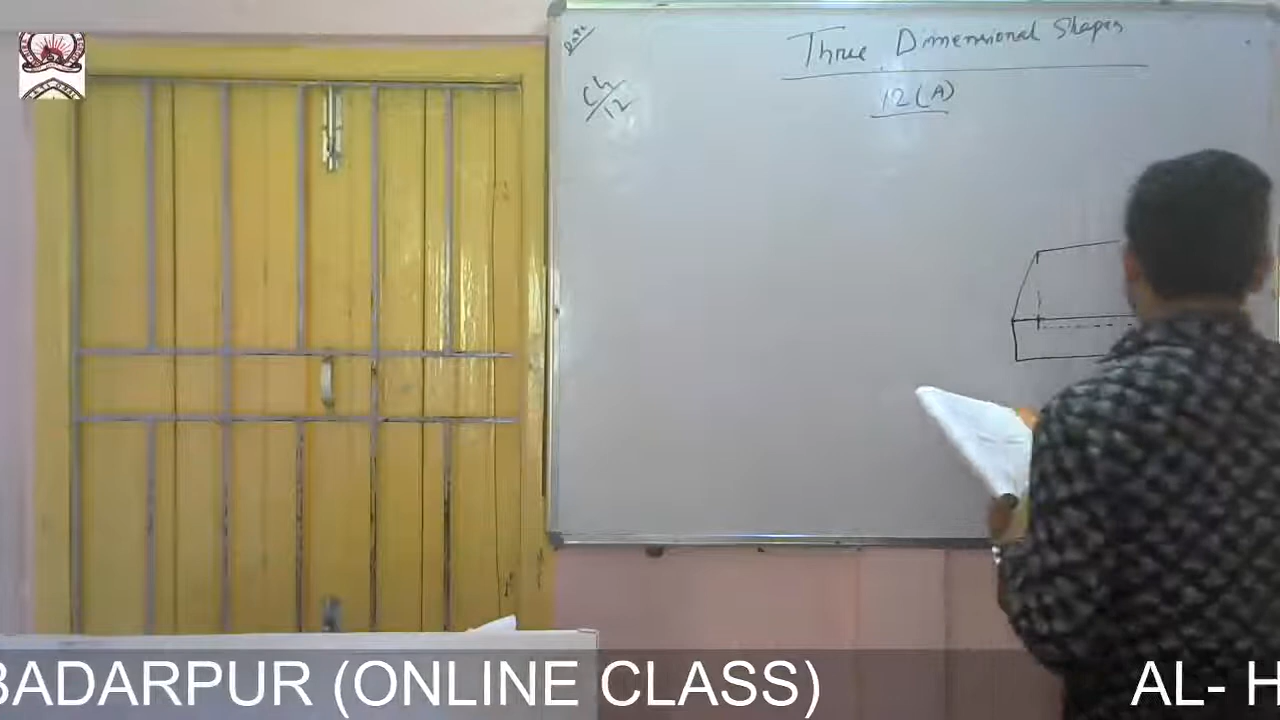 Three Dimensional Shapes
Ch/12
12(A)
BADARPUR (ONLINE CLASS) AL- H